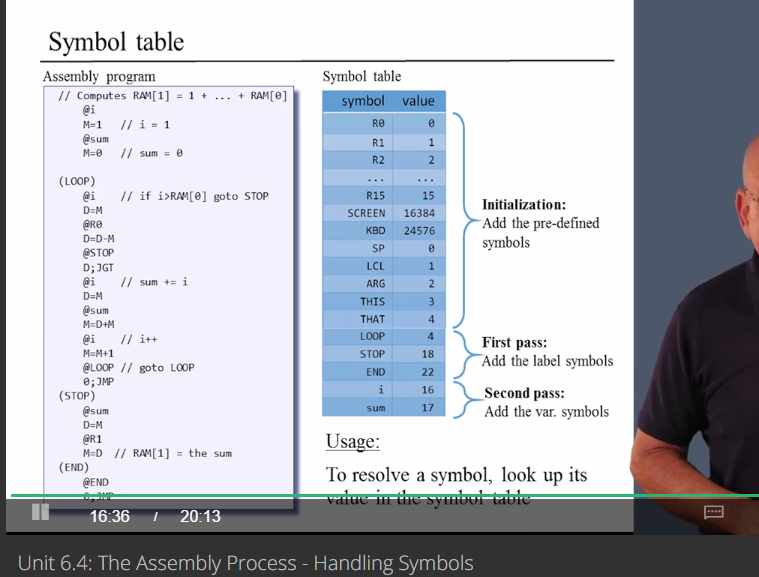 Symbol table
Assembly program
// Computes RAM[1] = 1 + ... + RAM[0]
@i
M=1 // i = 1
@sum
M=0 // sum = 0
(LOOP)
@i // if i>RAM[0] goto STOP
D=M
@R0
D=D-M
@STOP
D;JGT
@i // sum += i
D=M
@sum
M=D+M
@i // i++
M=M+1
@LOOP // goto LOOP
0;JMP
(STOP)
@sum
D=M
@R1
M=D // RAM[1] = the sum
(END)
@END
0;JMP
Symbol table
symbol value
R0 0
R1 1
R2 2
... ...
R15 15
SCREEN 16384
KBD 24576
SP 0
LCL 1
ARG 2
THIS 3
THAT 4
LOOP 4
STOP 18
END 22
i 16
sum 17
Initialization:
Add the pre-defined
symbols
First pass:
Add the label symbols
Second pass:
Add the var. symbols
Usage:
To resolve a symbol, look up its
value in the symbol table
16:36 / 20:13
Unit 6.4: The Assembly Process - Handling Symbols